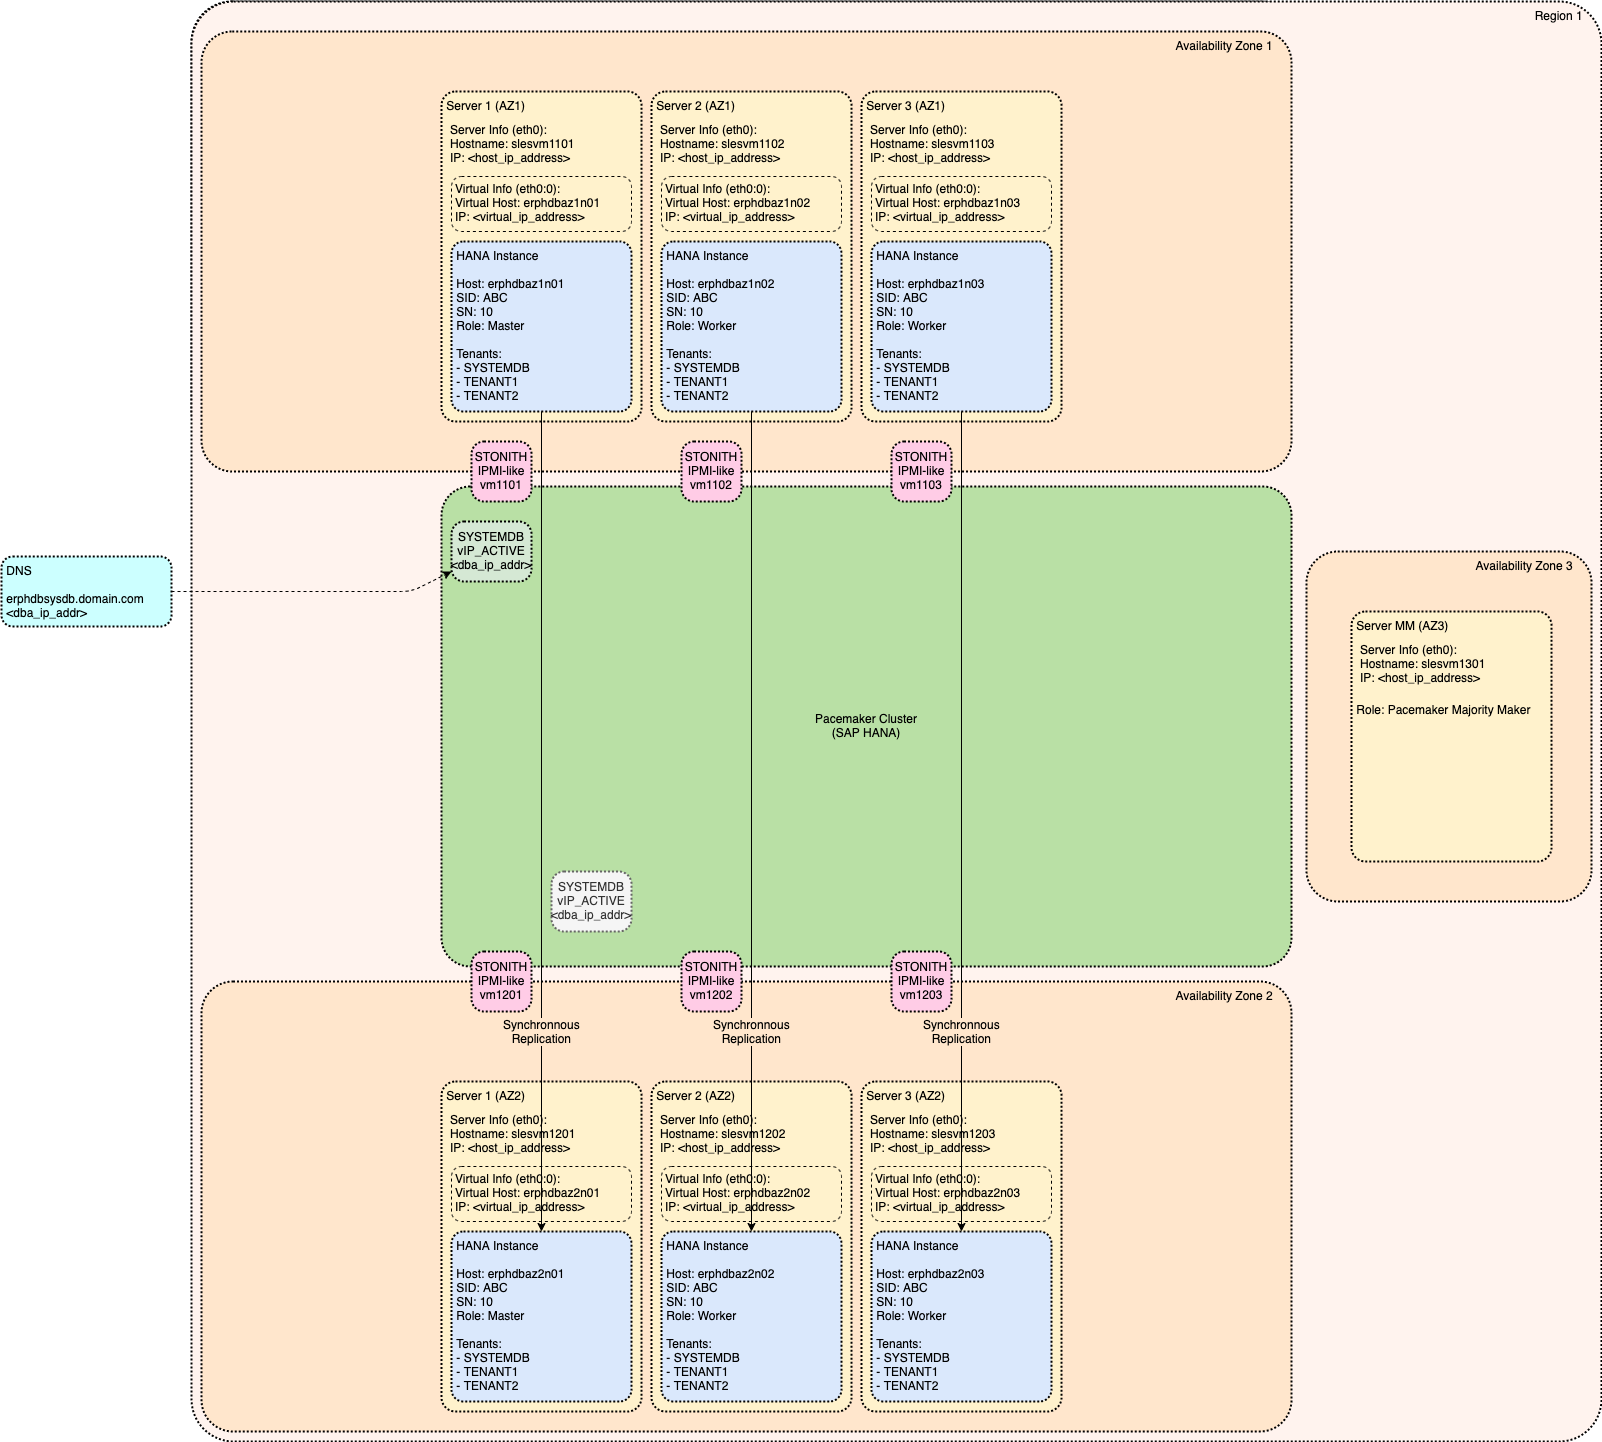 Region 1
Availability Zone 1
Server 1 (AZ1)
Server Info (eth0):
Hostname: slesvm1101
IP: <host_ip_address>
Virtual Info (eth0:0):
Virtual Host: erphdbaz1n01
IP: <virtual_ip_address>
HANA Instance
Host: erphdbaz1n01
SID: ABC
SN: 10
Role: Master
Tenants:
- SYSTEMDB
- TENANT1
- TENANT2
Server 2 (AZ1)
Server Info (eth0):
Hostname: slesvm1102
IP: <host_ip_address>
Virtual Info (eth0:0):
Virtual Host: erphdbaz1n02
IP: <virtual_ip_address>
HANA Instance
Host: erphdbaz1n02
SID: ABC
SN: 10
Role: Worker
Tenants:
- SYSTEMDB
- TENANT1
- TENANT2
Server 3 (AZ1)
Server Info (eth0):
Hostname: slesvm1103
IP: <host_ip_address>
Virtual Info (eth0:0):
Virtual Host: erphdbaz1n03
IP: <virtual_ip_address>
HANA Instance
Host: erphdbaz1n03
SID: ABC
SN: 10
Role: Worker
Tenants:
- SYSTEMDB
- TENANT1
- TENANT2
STONITH
IPMI-like
vm1101
STONITH
IPMI-like
vm1102
STONITH
IPMI-like
vm1103
SYSTEMDB
vIP_ACTIVE
<dba_ip_addr>
DNS
erphdbsysdb.domain.com
<dba_ip_addr>
Availability Zone 3
Server MM (AZ3)
Server Info (eth0):
Hostname: slesvm1301
IP: <host_ip_address>
Role: Pacemaker Majority Maker
Pacemaker Cluster
(SAP HANA)
SYSTEMDB
vIP_ACTIVE
<dba_ip_addr>
STONITH
IPMI-like
vm1201
STONITH
IPMI-like
vm1202
STONITH
IPMI-like
vm1203
Availability Zone 2
Synchronnous
Replication
Synchronnous
Replication
Synchronnous
Replication
Server 1 (AZ2)
Server Info (eth0):
Hostname: slesvm1201
IP: <host_ip_address>
Virtual Info (eth0:0):
Virtual Host: erphdbaz2n01
IP: <virtual_ip_address>
HANA Instance
Host: erphdbaz2n01
SID: ABC
SN: 10
Role: Master
Tenants:
- SYSTEMDB
- TENANT1
- TENANT2
Server 2 (AZ2)
Server Info (eth0):
Hostname: slesvm1202
IP: <host_ip_address>
Virtual Info (eth0:0):
Virtual Host: erphdbaz2n02
IP: <virtual_ip_address>
HANA Instance
Host: erphdbaz2n02
SID: ABC
SN: 10
Role: Worker
Tenants:
- SYSTEMDB
- TENANT1
- TENANT2
Server 3 (AZ2)
Server Info (eth0):
Hostname: slesvm1203
IP: <host_ip_address>
Virtual Info (eth0:0):
Virtual Host: erphdbaz2n03
IP: <virtual_ip_address>
HANA Instance
Host: erphdbaz2n03
SID: ABC
SN: 10
Role: Worker
Tenants:
- SYSTEMDB
- TENANT1
- TENANT2